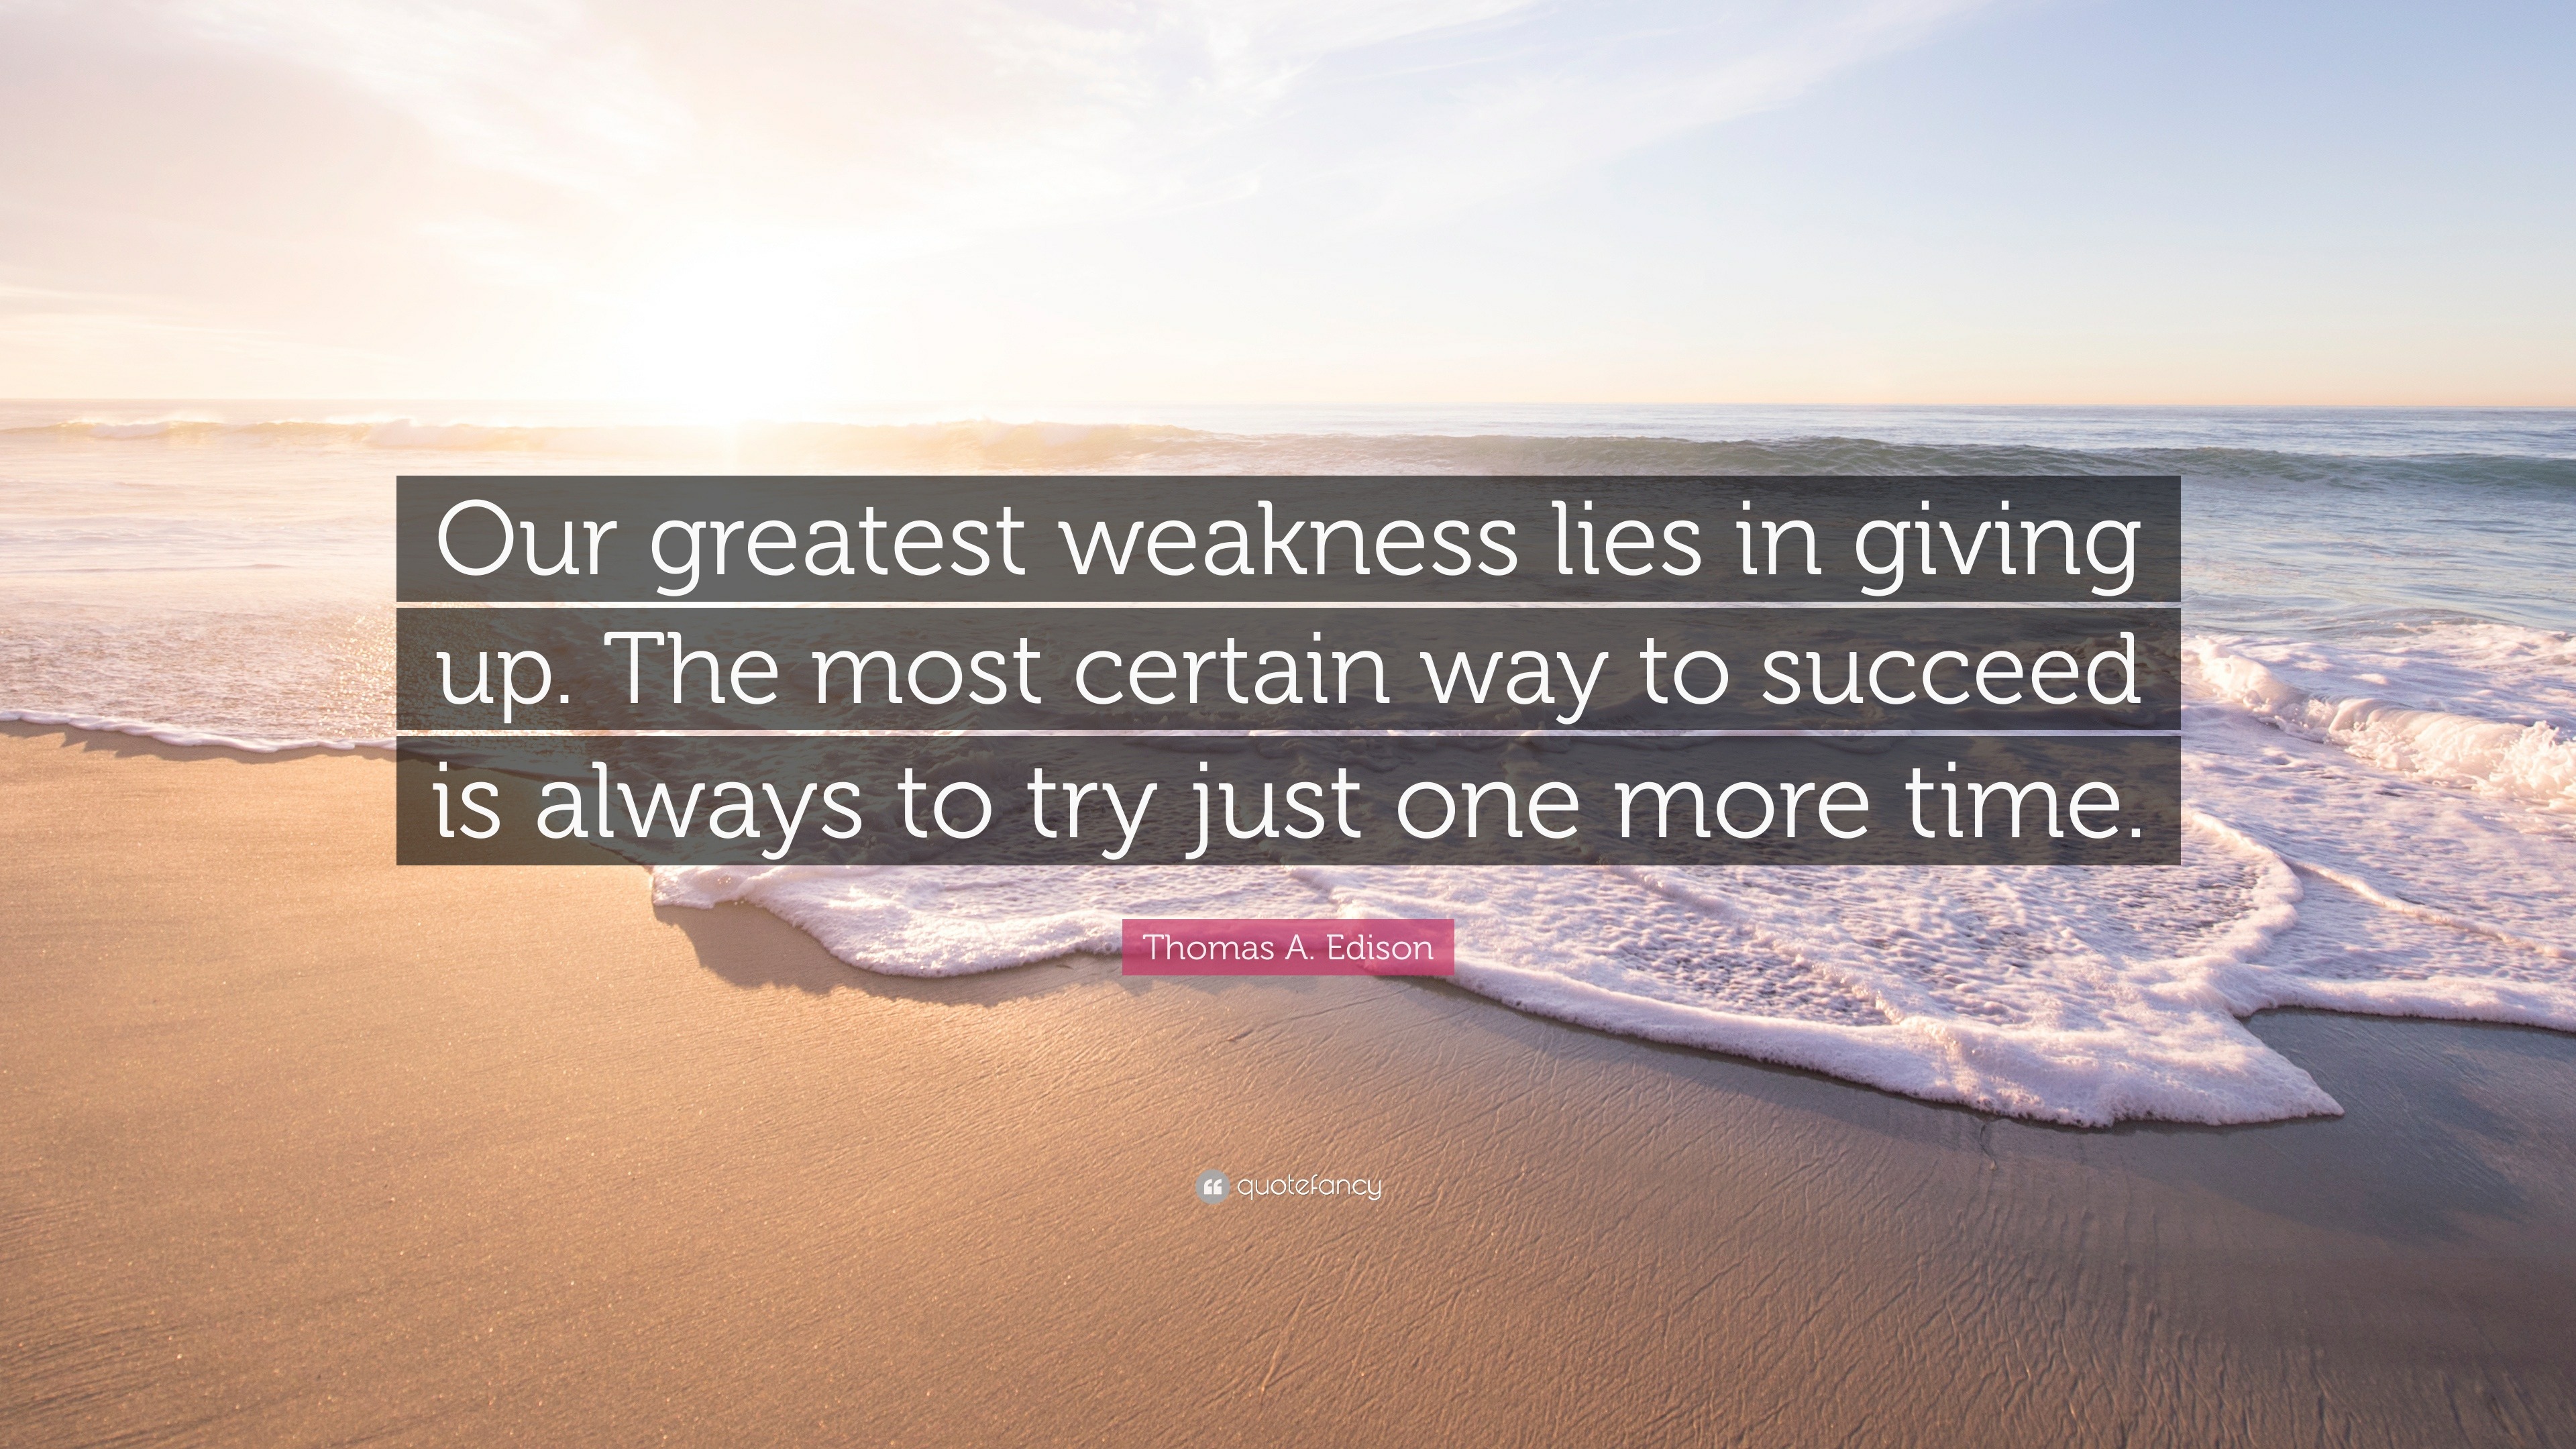 Our greatest weakness lies in giving
up. The most certain way to succeed
is always to try just one more time.
Thomas A. Edison
quotefancy